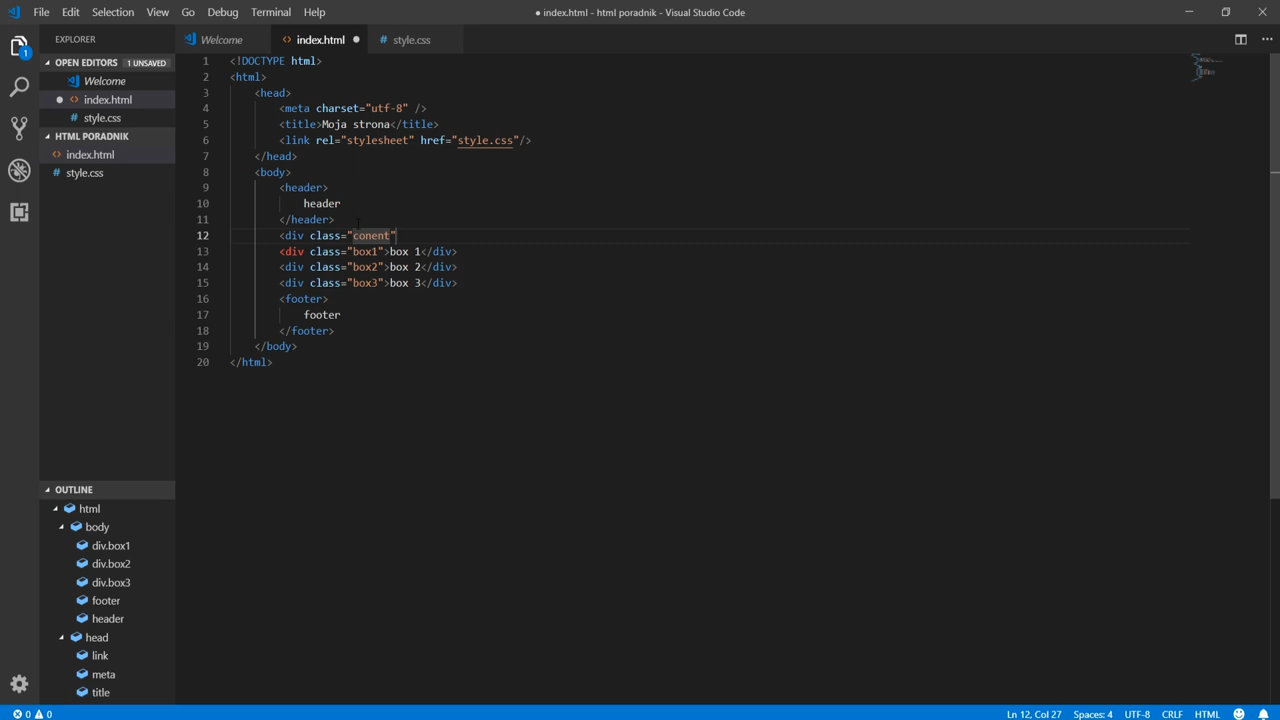 File Edit Selection View Go Debug Terminal Help
● index.html - html poradnik - Visual Studio Code
EXPLORER
OPEN EDITORS 1 UNSAVED
Welcome
index.html
style.css
HTML PORADNIK
index.html
style.css
OUTLINE
html
body
div.box1
div.box2
div.box3
footer
header
head
link
meta
title
Welcome index.html style.css
1 <!DOCTYPE html>
2 <html>
3 <head>
4 <meta charset="utf-8" />
5 <title>Moja strona</title>
6 <link rel="stylesheet" href="style.css"/>
7 </head>
8 <body>
9 <header>
10 header
11 </header>
12 <div class="conent"
13 <div class="box1">box 1</div>
14 <div class="box2">box 2</div>
15 <div class="box3">box 3</div>
16 <footer>
17 footer
18 </footer>
19 </body>
20 </html>
0 0 Ln 12, Col 27 Spaces: 4 UTF-8 CRLF HTML